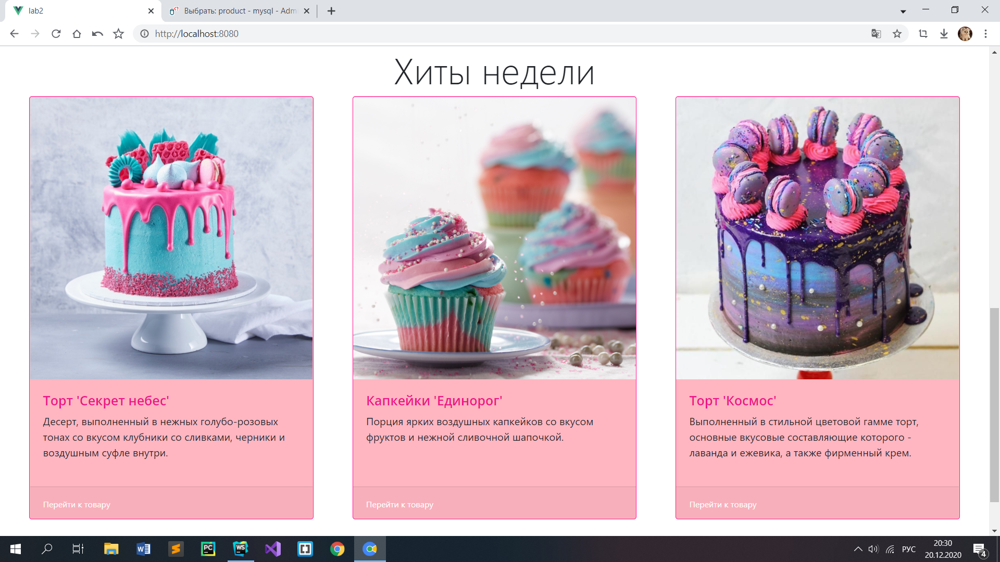 lab2
Выбрать: product - mysql - Adm
http://localhost:8080
Хиты недели
Торт 'Секрет небес'
Десерт, выполненный в нежных голубо-розовых
тонах со вкусом клубники со сливками, черники и
воздушным суфле внутри.
Перейти к товару
Капкейки 'Единорог'
Порция ярких воздушных капкейков со вкусом
фруктов и нежной сливочной шапочкой.
Перейти к товару
Торт 'Космос'
Выполненный в стильной цветовой гамме торт,
основные вкусовые составляющие которого -
лаванда и ежевика, а также фирменный крем.
Перейти к товару
W
PC
WS
РУС
20:30
20.12.2020
4